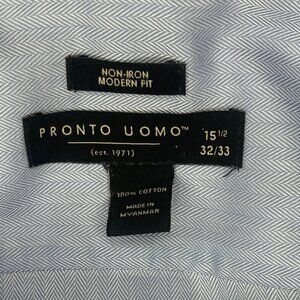 NON-IRON
MODERN FIT
PRONTO UOMO™ 15 1/2
(est. 1971) 32/33
100% COTTON
MADE IN
MYANMAR